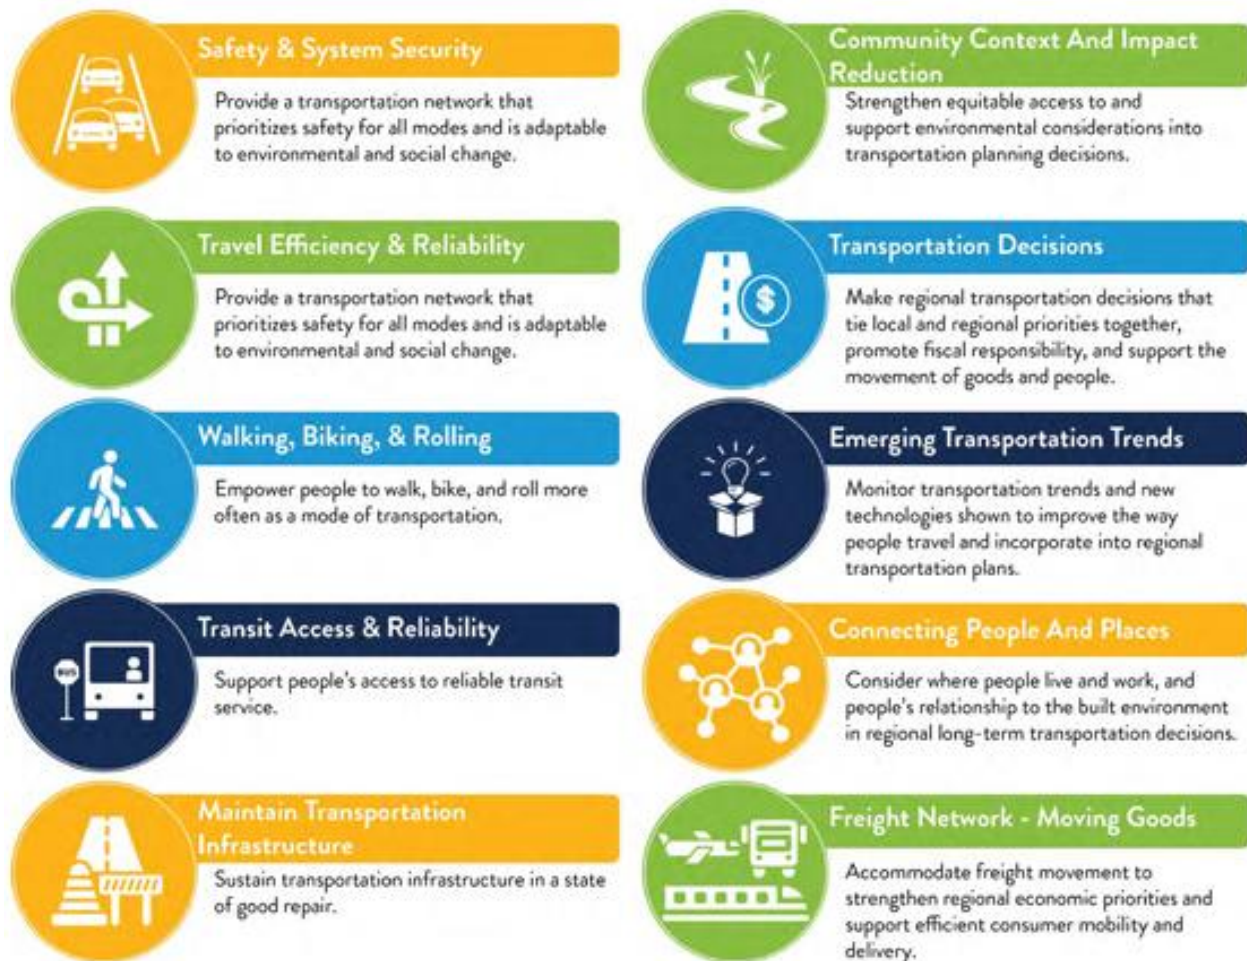 Safety & System Security
Provide a transportation network that
prioritizes safety for all modes and is adaptable
to environmental and social change.
Travel Efficiency & Reliability
Provide a transportation network that
prioritizes safety for all modes and is adaptable
to environmental and social change.
Walking, Biking, & Rolling
Empower people to walk, bike, and roll more
often as a mode of transportation.
BUS
Transit Access & Reliability
Support people's access to reliable transit
service.
Maintain Transportation
Infrastructure
Sustain transportation infrastructure in a state
of good repair.
Community Context And Impact
Reduction
Strengthen equitable access to and
support environmental considerations into
transportation planning decisions.
$
Transportation Decisions
Make regional transportation decisions that
tie local and regional priorities together,
promote fiscal responsibility, and support the
movement of goods and people.
Emerging Transportation Trends
Monitor transportation trends and new
technologies shown to improve the way
people travel and incorporate into regional
transportation plans.
Connecting People And Places
Consider where people live and work, and
people's relationship to the built environment
in regional long-term transportation decisions.
Freight Network - Moving Goods
Accommodate freight movement to
strengthen regional economic priorities and
support efficient consumer mobility and
delivery.